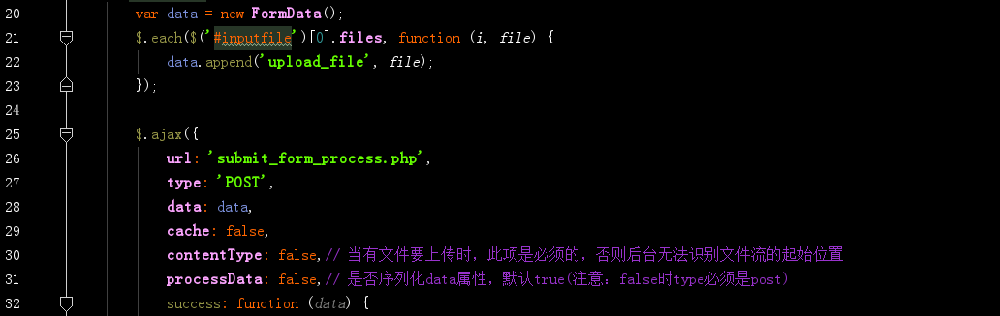 20 var data = new FormData();
21 $.each($('#inputfile')[0].files, function (i, file) {
22 data.append('upload_file', file);
23 });
24
25 $.ajax({
26 url: 'submit_form_process.php',
27 type: 'POST',
28 data: data,
29 cache: false,
30 contentType: false,// 当有文件要上传时，此项是必须的，否则后台无法识别文件流的起始位置
31 processData: false,// 是否序列化data属性，默认true(注意：false时type必须是post)
32 success: function (data) {